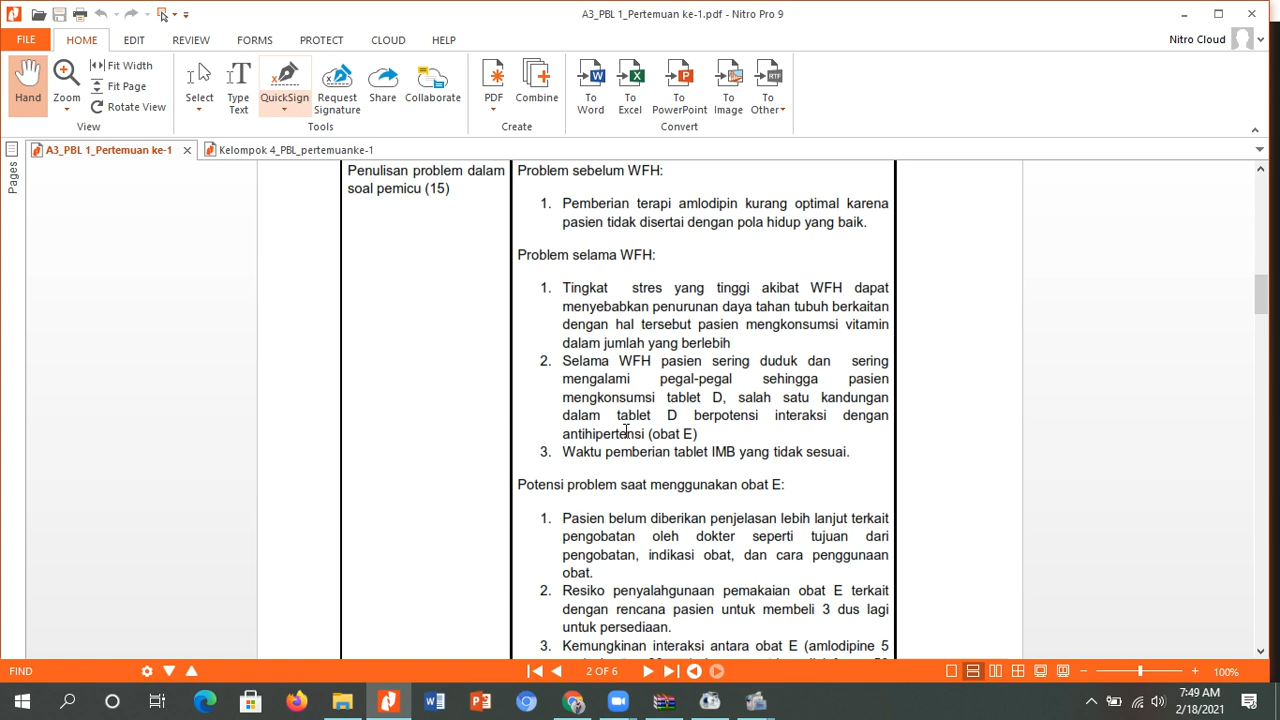 A3_PBL 1_Pertemuan ke-1.pdf - Nitro Pro 9
FILE HOME EDIT REVIEW FORMS PROTECT CLOUD HELP Nitro Cloud
Hand
Zoom
Fit Width
Fit Page
Rotate View
View
Select
Type Text
QuickSign
Request Signature
Share
Collaborate
Tools
PDF
Combine
Create
To Word
To Excel
To PowerPoint
To Image
To Other
Convert
A3_PBL 1_Pertemuan ke-1
Kelompok 4_PBL_pertemuanke-1
Pages
Penulisan problem dalam
soal pemicu (15)
Problem sebelum WFH:
1. Pemberian terapi amlodipin kurang optimal karena
pasien tidak disertai dengan pola hidup yang baik.
Problem selama WFH:
1. Tingkat stres yang tinggi akibat WFH dapat
menyebabkan penurunan daya tahan tubuh berkaitan
dengan hal tersebut pasien mengkonsumsi vitamin
dalam jumlah yang berlebih
2. Selama WFH pasien sering duduk dan sering
mengalami pegal-pegal sehingga pasien
mengkonsumsi tablet D, salah satu kandungan
dalam tablet D berpotensi interaksi dengan
antihipertensi (obat E)
3. Waktu pemberian tablet IMB yang tidak sesuai.
Potensi problem saat menggunakan obat E:
1. Pasien belum diberikan penjelasan lebih lanjut terkait
pengobatan oleh dokter seperti tujuan dari
pengobatan, indikasi obat, dan cara penggunaan
obat.
2. Resiko penyalahgunaan pemakaian obat E terkait
dengan rencana pasien untuk membeli 3 dus lagi
untuk persediaan.
3. Kemungkinan interaksi antara obat E (amlodipine 5
FIND
2 OF 6
100%
7:49 AM
2/18/2021